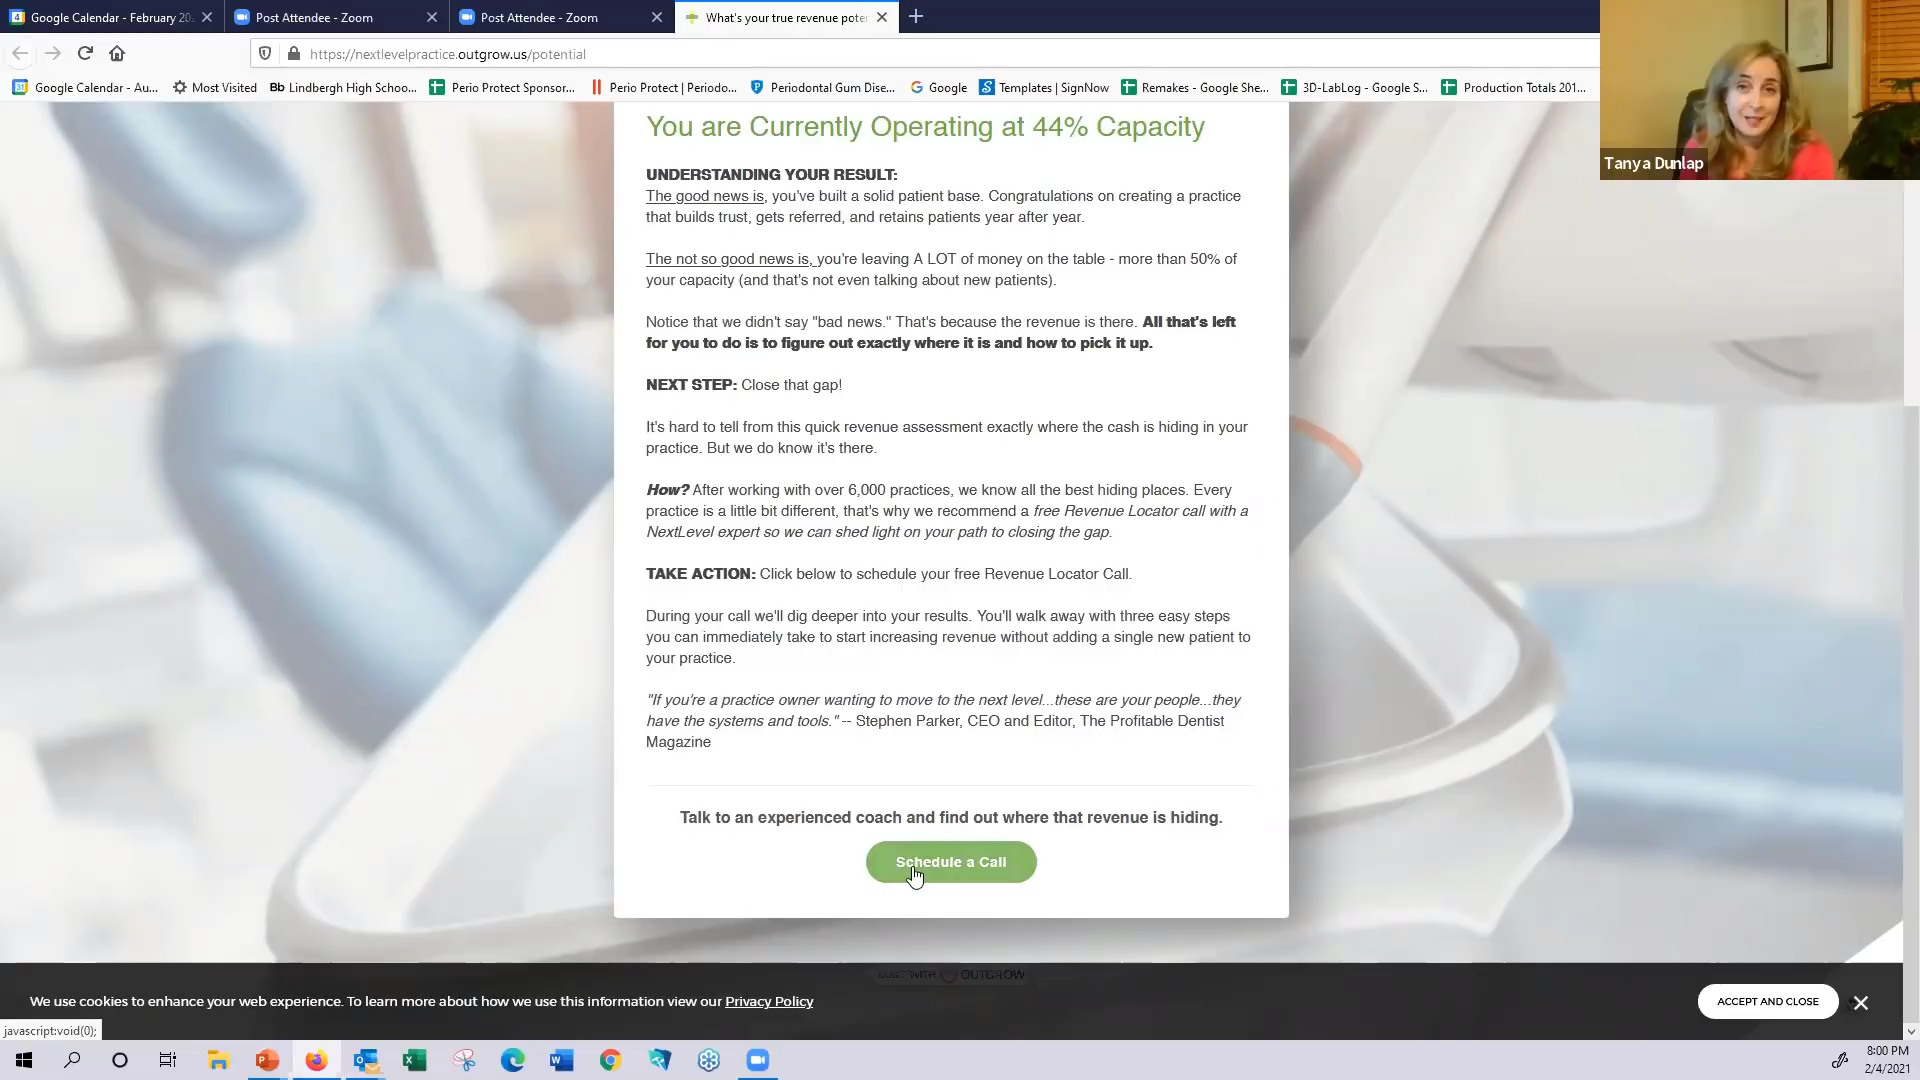 Google Calendar - February 20
Post Attendee - Zoom
Post Attendee - Zoom
What's your true revenue poten
https://nextlevelpractice.outgrow.us/potential
Google Calendar - Au...
Most Visited
Bb Lindbergh High Schoo...
Perio Protect Sponsor...
Perio Protect | Periodo...
Periodontal Gum Dise...
Google
Templates | SignNow
Remakes - Google She...
3D-LabLog - Google S...
Production Totals 201...
Tanya Dunlap
You are Currently Operating at 44% Capacity
UNDERSTANDING YOUR RESULT:
The good news is, you've built a solid patient base. Congratulations on creating a practice
that builds trust, gets referred, and retains patients year after year.
The not so good news is, you're leaving A LOT of money on the table - more than 50% of
your capacity (and that's not even talking about new patients).
Notice that we didn't say "bad news." That's because the revenue is there. All that's left
for you to do is to figure out exactly where it is and how to pick it up.
NEXT STEP: Close that gap!
It's hard to tell from this quick revenue assessment exactly where the cash is hiding in your
practice. But we do know it's there.
How? After working with over 6,000 practices, we know all the best hiding places. Every
practice is a little bit different, that's why we recommend a free Revenue Locator call with a
NextLevel expert so we can shed light on your path to closing the gap.
TAKE ACTION: Click below to schedule your free Revenue Locator Call.
During your call we'll dig deeper into your results. You'll walk away with three easy steps
you can immediately take to start increasing revenue without adding a single new patient to
your practice.
"If you're a practice owner wanting to move to the next level...these are your people...they
have the systems and tools." -- Stephen Parker, CEO and Editor, The Profitable Dentist
Magazine
Talk to an experienced coach and find out where that revenue is hiding.
Schedule a Call
BUILT WITH OUTGROW
We use cookies to enhance your web experience. To learn more about how we use this information view our Privacy Policy
ACCEPT AND CLOSE
javascript:void(0);
8:00 PM
2/4/2021